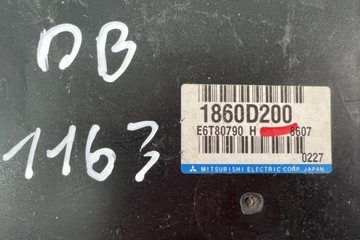 DB
1163
1860D200
E6T80790 H 8607
0227
MITSUBISHI ELECTRIC CORP. JAPAN